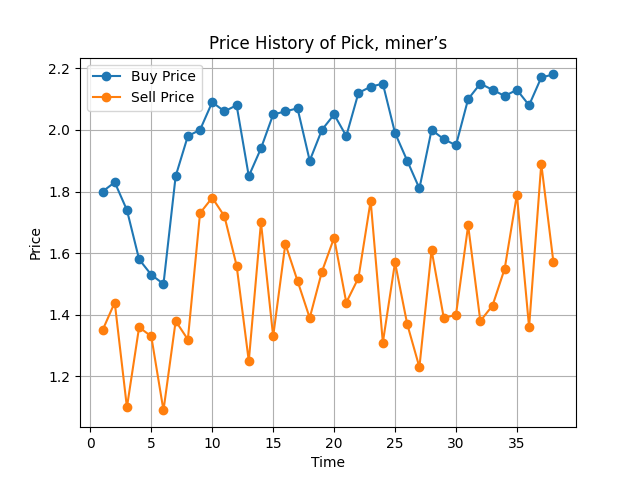 Price History of Pick, miner’s
Buy Price
Sell Price
Price
2.2
2.0
1.8
1.6
1.4
1.2
0 5 10 15 20 25 30 35
Time